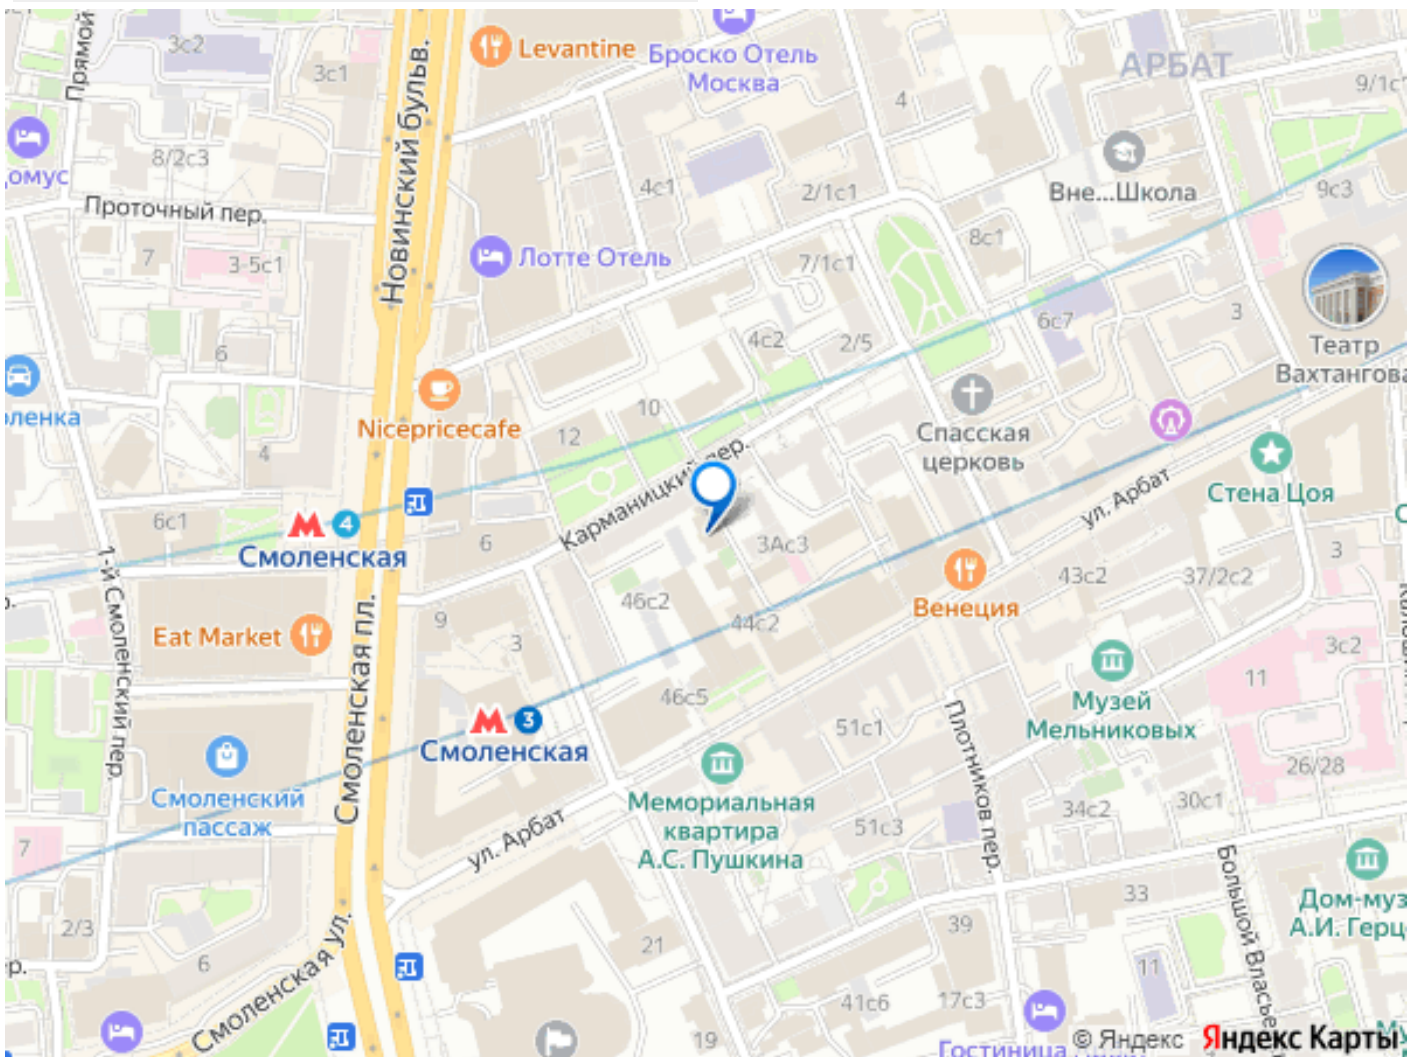 Прямой
3с2
3с1
Новинский бульв.
Levantine
Броско Отель
Москва
АРБАТ
9/1с1
4
8/2с3
омус
4с1
2/1с1
Вне...Школа
9с3
Проточный пер.
7
3-5с1
Лотте Отель
7/1с1
8с1
6с7
3
Театр
Вахтангова
6
4с2
2/5
оленка
Nicepricecafe
10
12
4
Спасская
церковь
Стена Цоя
ул. Арбат
6с1
4
Смоленская
6
Карманицкий пер.
3Ас3
1-й Смоленский пер.
43с2
37/2с2
3
Венеция
46с2
44с2
9
3
Eat Market
Смоленская пл.
3с2
11
46с5
Музей
Мельниковых
3
Смоленская
51с1
Плотников пер.
26/28
Смоленский
пассаж
Мемориальная
квартира
А.С. Пушкина
51с3
34с2
30с1
7
ул. Арбат
Большой Власье
33
Дом-муз
А.И. Герц
2/3
р.
6
Смоленская ул.
21
39
11
41с6
17с3
19
Гостиница
© Яндекс
Яндекс Карты